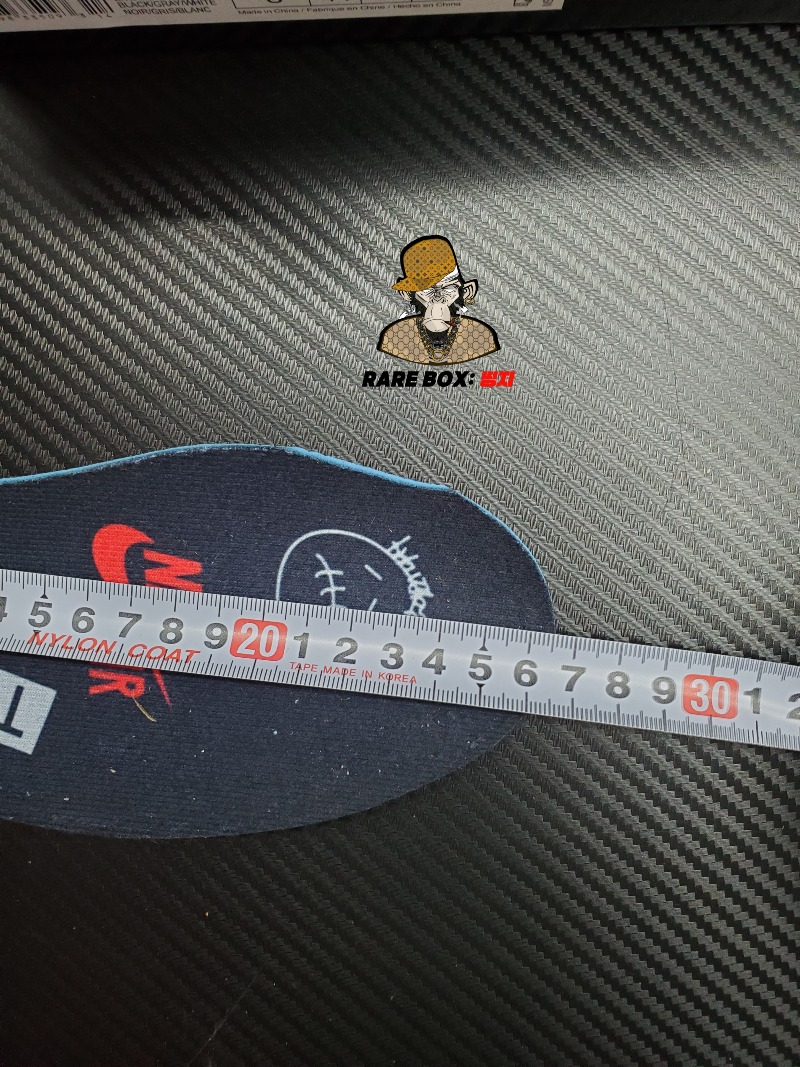 BLACK/GRAY/WHITE
NOIR/GRIS/BLANC
Made in China / Fabriqué en Chine / Hecho en China
RARE BOX:
4 5 6 7 8 9 20 1 2 3 4 5 6 7 8 9 30 1 2
NYLON COAT
TAPE MADE IN KOREA
T